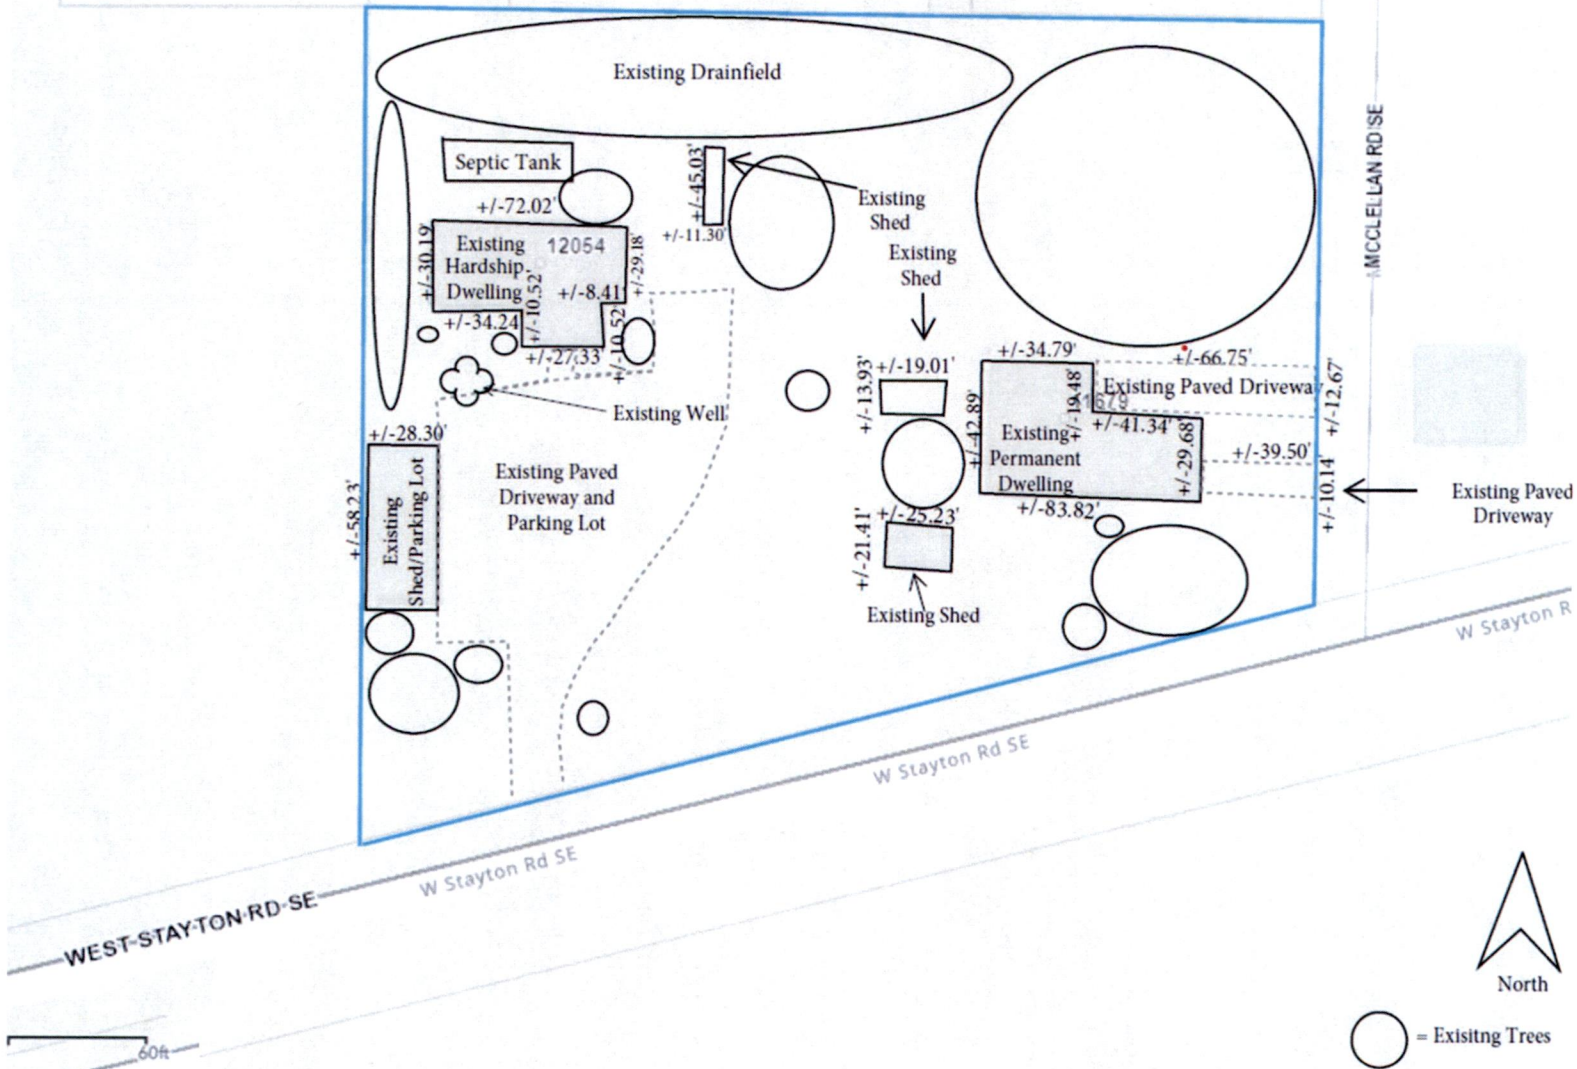 Existing Drainfield
MCCLELLAN RD SE
Septic Tank
+/-72.02'
+/-45.03'
Existing
Shed
+/-11.30'
+/-30.19'
Existing
Hardship
Dwelling
12054
+/-29.18'
+/-8.41'
+/-10.52'
+/-34.24'
+/-27.33'
+/-10.52'
Existing
Shed
+/-19.01'
+/-13.93'
+/-34.79'
+/-66.75'
+/-12.67'
Existing Paved Driveway
+/-19.48'
+/-41.34'
+/-42.89'
+/-29.68'
+/-39.50'
Existing
Permanent
Dwelling
+/-83.82'
+/-10.14
Existing Paved
Driveway
Existing Well
+/-28.30'
+/-58.23'
Existing
Shed/Parking Lot
Existing Paved
Driveway and
Parking Lot
+/-25.23'
+/-21.41'
Existing Shed
W Stayton R
W Stayton Rd SE
W Stayton Rd SE
WEST STAYTON RD SE
60ft
North
= Exisitng Trees